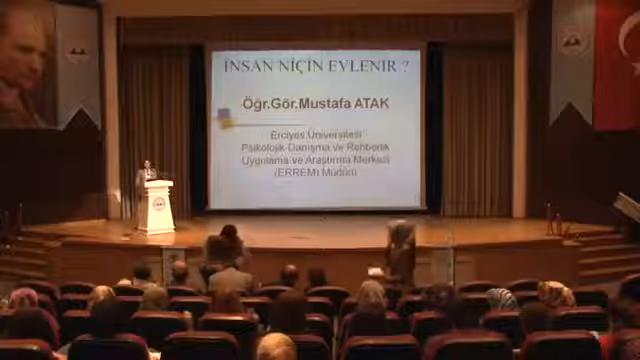 İNSAN NİÇİN EVLENİR ?
Öğr.Gör.Mustafa ATAK
Erciyes Üniversitesi
Psikolojik Danışma ve Rehberlik
Uygulama ve Araştırma Merkezi
(ERREM) Müdürü